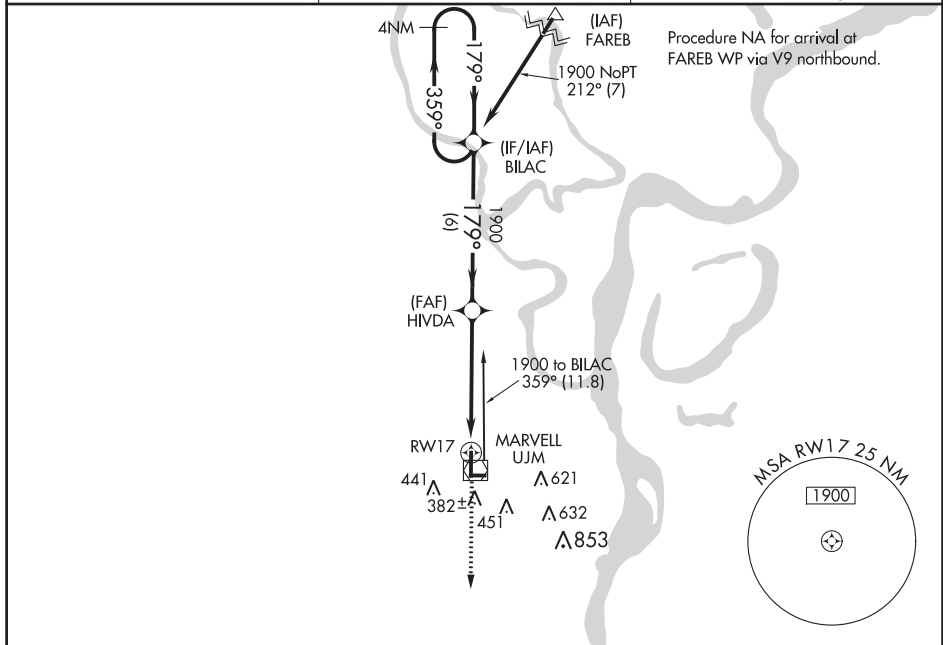 4NM
179°
359°
(IAF)
FAREB
Procedure NA for arrival at
FAREB WP via V9 northbound.
1900 NoPT
212° (7)
(IF/IAF)
BILAC
1900
179°
(6)
(FAF)
HIVDA
1900 to BILAC
359° (11.8)
RW17
MARVELL
UJM
441
382±
451
621
632
853
MSA RW17 25 NM
1900